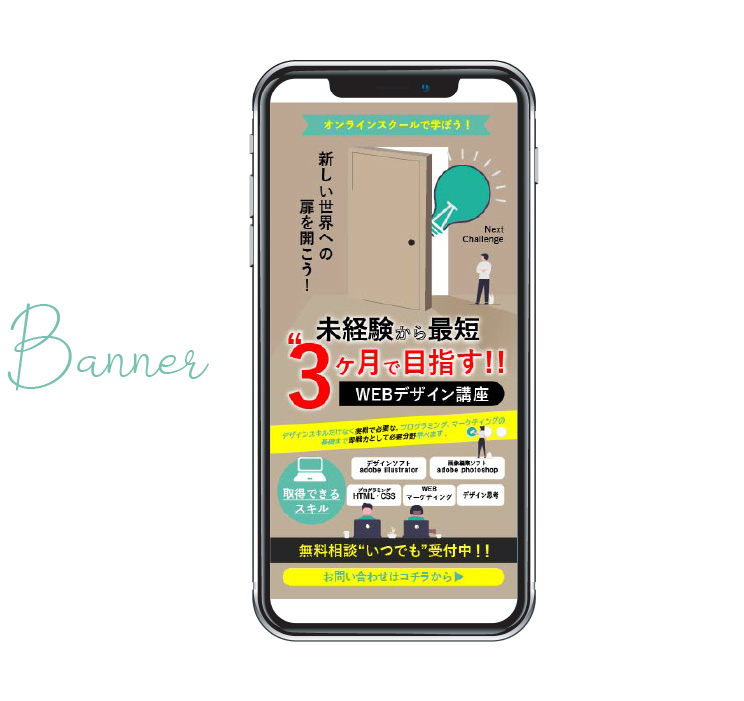 Banner
オンラインスクールで学ぼう！
新しい世界への
扉を開こう！
Next
Challenge
未経験から最短
“3ヶ月で目指す!!
WEBデザイン講座
デザインスキルだけなく実戦で必要な、プログラミング、マーケティングの
基礎まで即戦力として必要分野学べます。
取得できる
スキル
デザインソフト
adobe illustrator
画像編集ソフト
adobe photoshop
プログラミング
HTML・CSS
WEB
マーケティング
デザイン思考
無料相談“いつでも”受付中！！
お問い合わせはコチラから▶